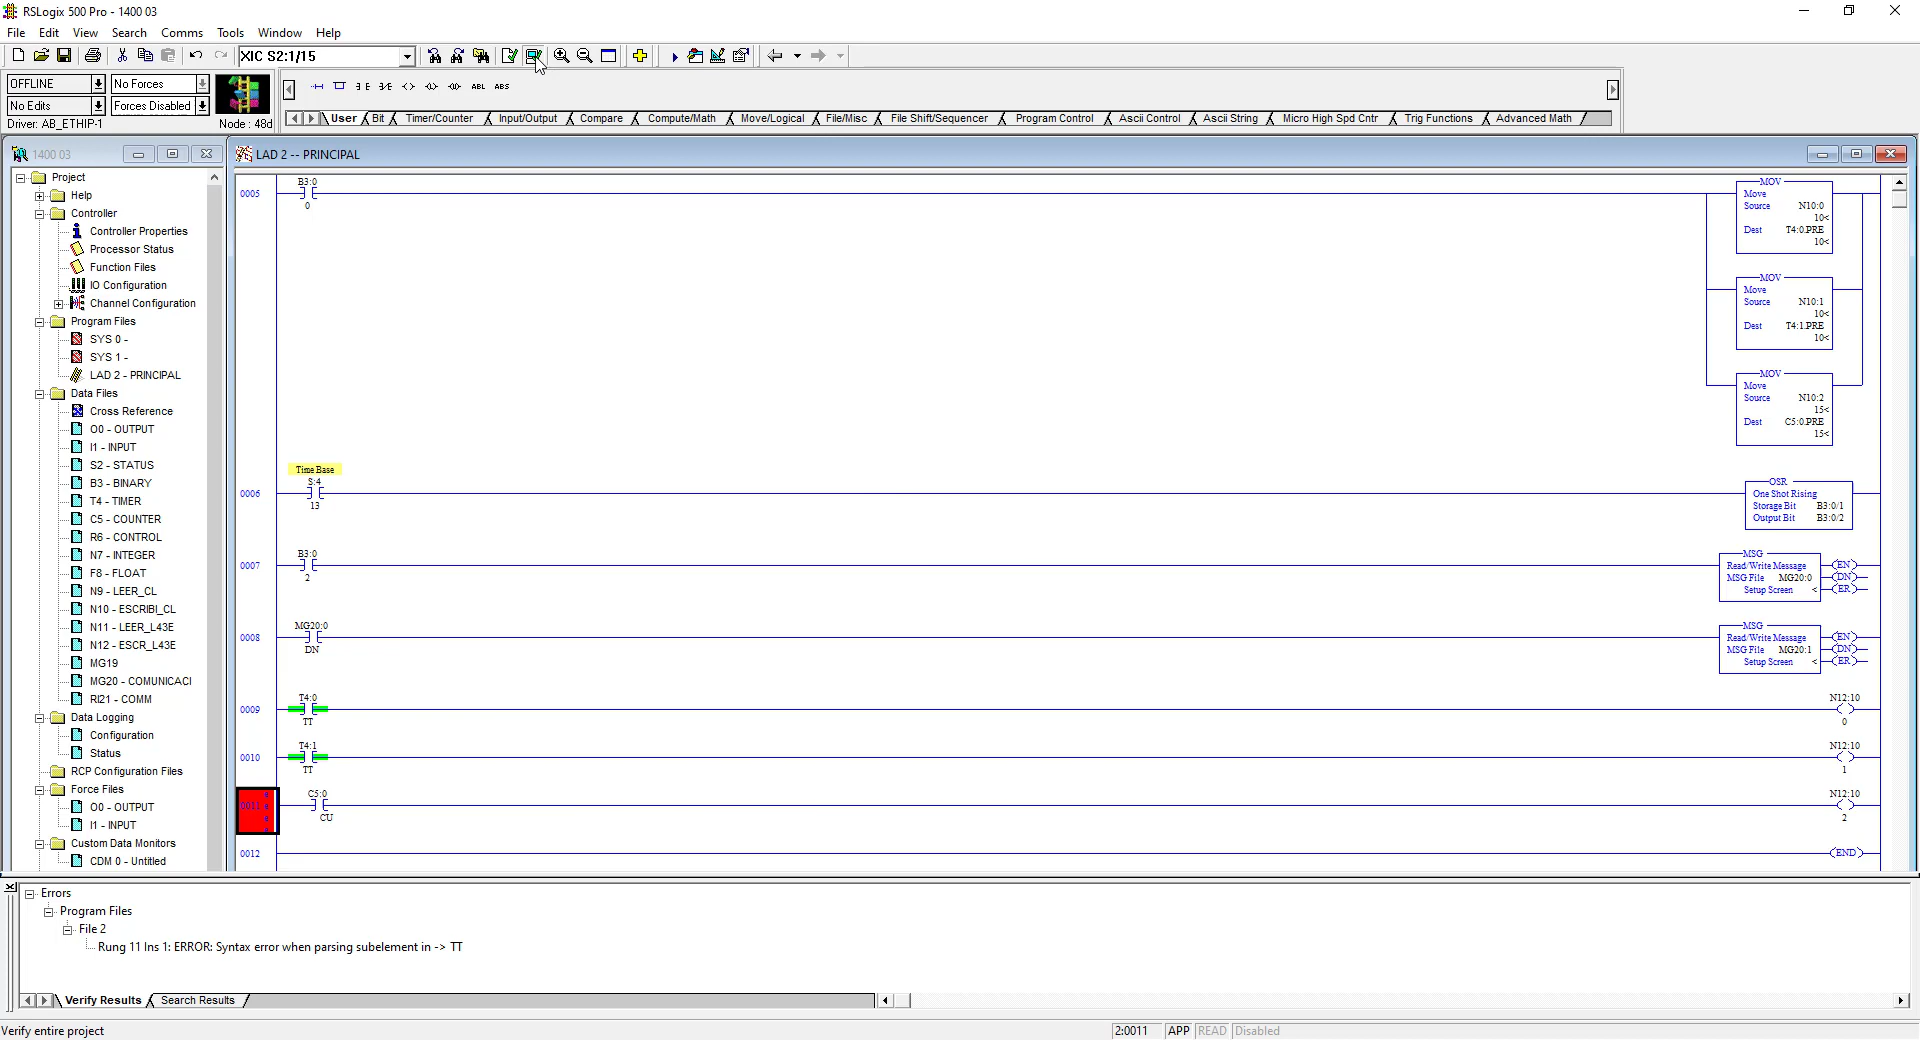 RSLogix 500 Pro - 1400 03
File Edit View Search Comms Tools Window Help
XIC S2:1/15
OFFLINE No Forces
No Edits Forces Disabled
Driver: AB_ETHIP-1 Node : 48d
ABL ABS
User Bit Timer/Counter Input/Output Compare Compute/Math Move/Logical File/Misc File Shift/Sequencer Program Control Ascii Control Ascii String Micro High Spd Cntr Trig Functions Advanced Math
1400 03
Project
Help
Controller
Controller Properties
Processor Status
Function Files
IO Configuration
Channel Configuration
Program Files
SYS 0 -
SYS 1 -
LAD 2 - PRINCIPAL
Data Files
Cross Reference
O0 - OUTPUT
I1 - INPUT
S2 - STATUS
B3 - BINARY
T4 - TIMER
C5 - COUNTER
R6 - CONTROL
N7 - INTEGER
F8 - FLOAT
N9 - LEER_CL
N10 - ESCRIBI_CL
N11 - LEER_L43E
N12 - ESCR_L43E
MG19
MG20 - COMUNICACI
RI21 - COMM
Data Logging
Configuration
Status
RCP Configuration Files
Force Files
O0 - OUTPUT
I1 - INPUT
Custom Data Monitors
CDM 0 - Untitled
LAD 2 -- PRINCIPAL
0005
B3:0
0
MOV
Move
Source N10:0
10<
Dest T4:0.PRE
10<
MOV
Move
Source N10:1
10<
Dest T4:1.PRE
10<
MOV
Move
Source N10:2
15<
Dest C5:0.PRE
15<
Time Base
0006
S:4
13
OSR
One Shot Rising
Storage Bit B3:0/1
Output Bit B3:0/2
0007
B3:0
2
MSG
Read/Write Message
MSG File MG20:0
Setup Screen <
EN
DN
ER
0008
MG20:0
DN
MSG
Read/Write Message
MSG File MG20:1
Setup Screen <
EN
DN
ER
0009
T4:0
TT
N12:10
0
0010
T4:1
TT
N12:10
1
0011
C5:0
CU
N12:10
2
0012
END
Errors
Program Files
File 2
Rung 11 Ins 1: ERROR: Syntax error when parsing subelement in -> TT
Verify Results Search Results
Verify entire project 2:0011 APP READ Disabled